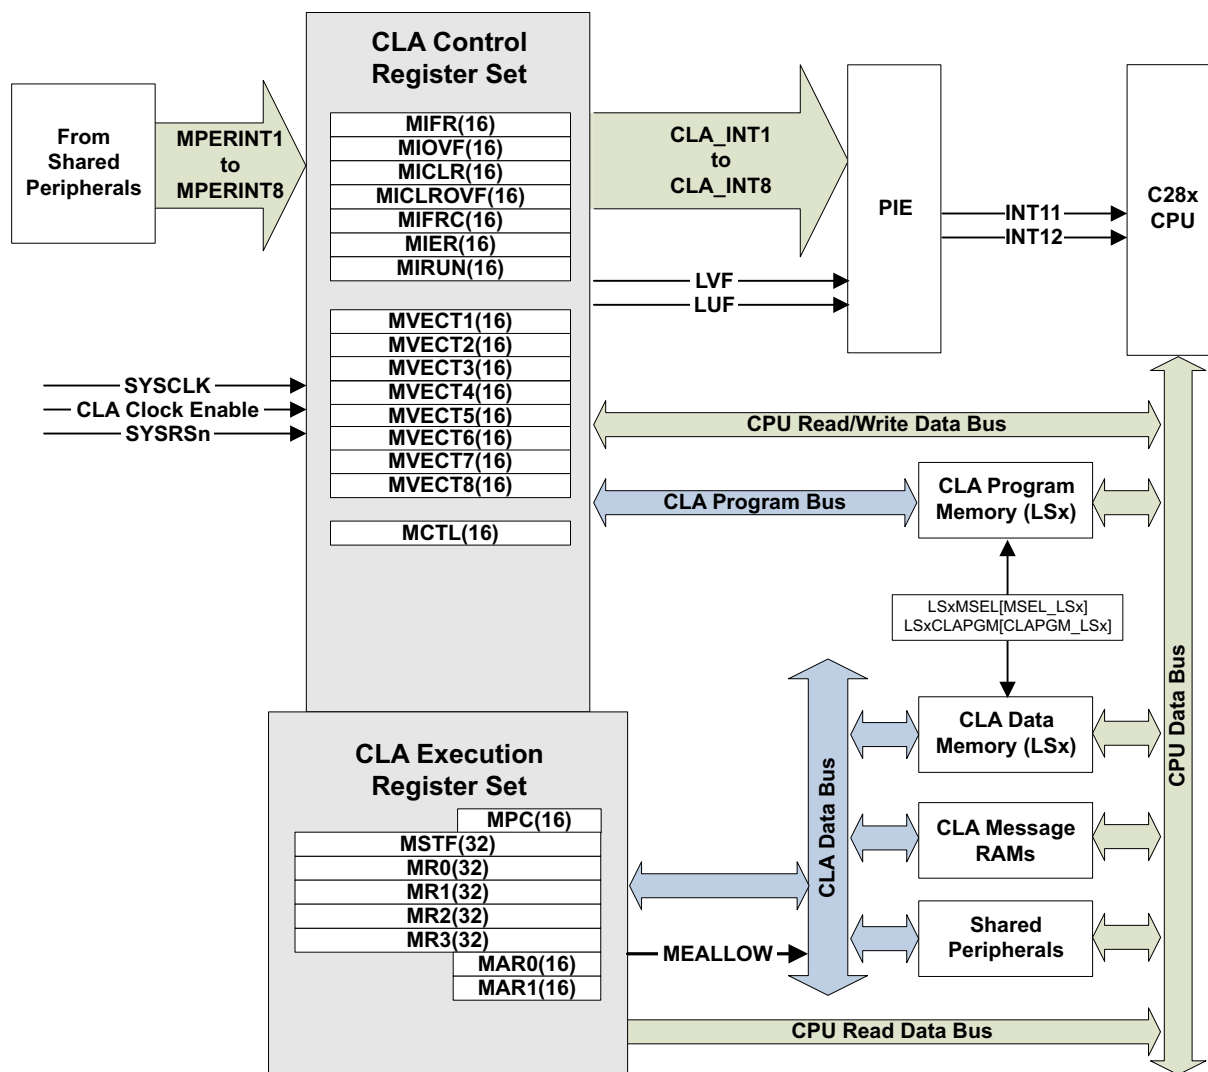 CLA Control
Register Set
From
Shared
Peripherals
MPERINT1
to
MPERINT8
MIFR(16)
MIOVF(16)
MICLR(16)
MICLROVF(16)
MIFRC(16)
MIER(16)
MIRUN(16)
CLA_INT1
to
CLA_INT8
LVF
LUF
PIE
INT11
INT12
C28x
CPU
MVECT1(16)
MVECT2(16)
MVECT3(16)
MVECT4(16)
MVECT5(16)
MVECT6(16)
MVECT7(16)
MVECT8(16)
SYSCLK
CLA Clock Enable
SYSRSn
MCTL(16)
CPU Read/Write Data Bus
CLA Program Bus
CLA Program
Memory (LSx)
LSxMSEL[MSEL_LSx]
LSxCLAPGM[CLAPGM_LSx]
CLA Data Bus
CLA Data
Memory (LSx)
CLA Message
RAMs
Shared
Peripherals
CPU Data Bus
CLA Execution
Register Set
MPC(16)
MSTF(32)
MR0(32)
MR1(32)
MR2(32)
MR3(32)
MAR0(16)
MAR1(16)
MEALLOW
CPU Read Data Bus